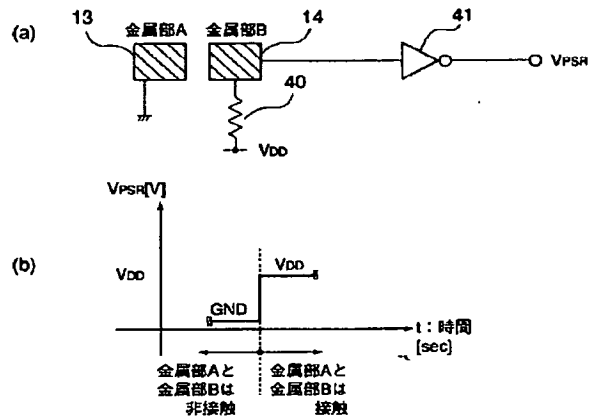 (a)
13
金属部A
金属部B
14
41
VPSR
40
VDD
(b)
VPSR[V]
VDD
VDD
GND
t：時間
[sec]
金属部Aと
金属部Bは
非接触
金属部Aと
金属部Bは
接触